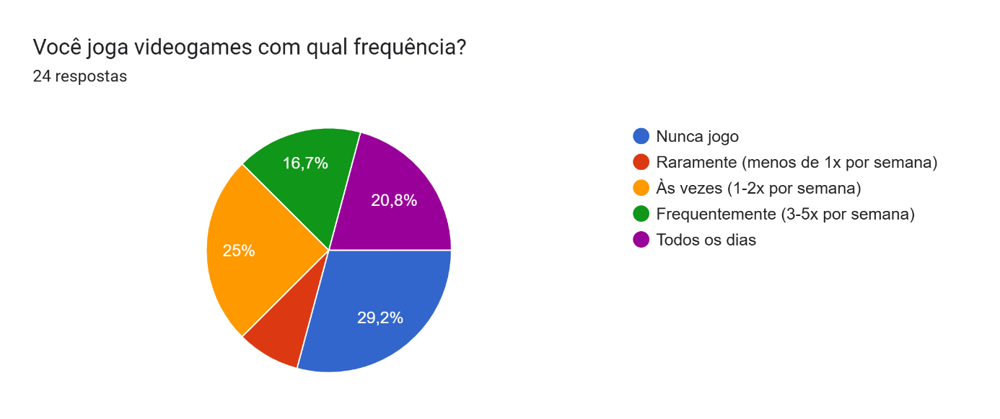 Você joga videogames com qual frequência?
24 respostas
16,7%
20,8%
25%
29,2%
Nunca jogo
Raramente (menos de 1x por semana)
Às vezes (1-2x por semana)
Frequentemente (3-5x por semana)
Todos os dias